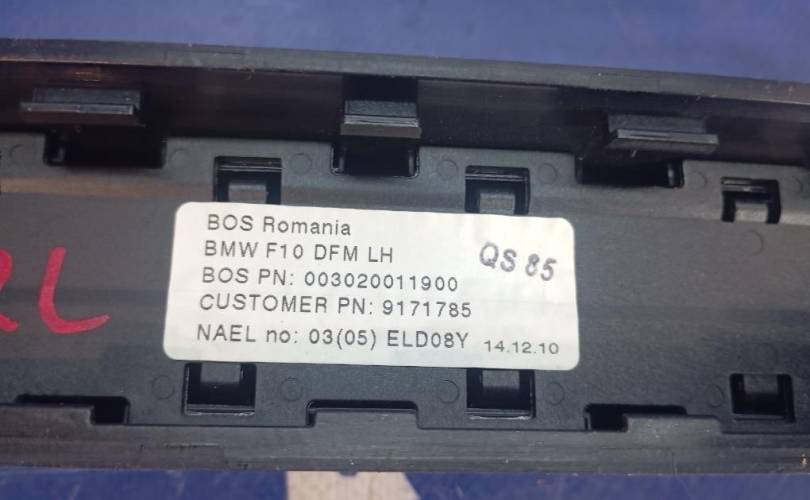 BOS Romania
BMW F10 DFM LH
QS 85
BOS PN: 003020011900
CUSTOMER PN: 9171785
NAEL no: 03(05) ELD08Y 14.12.10